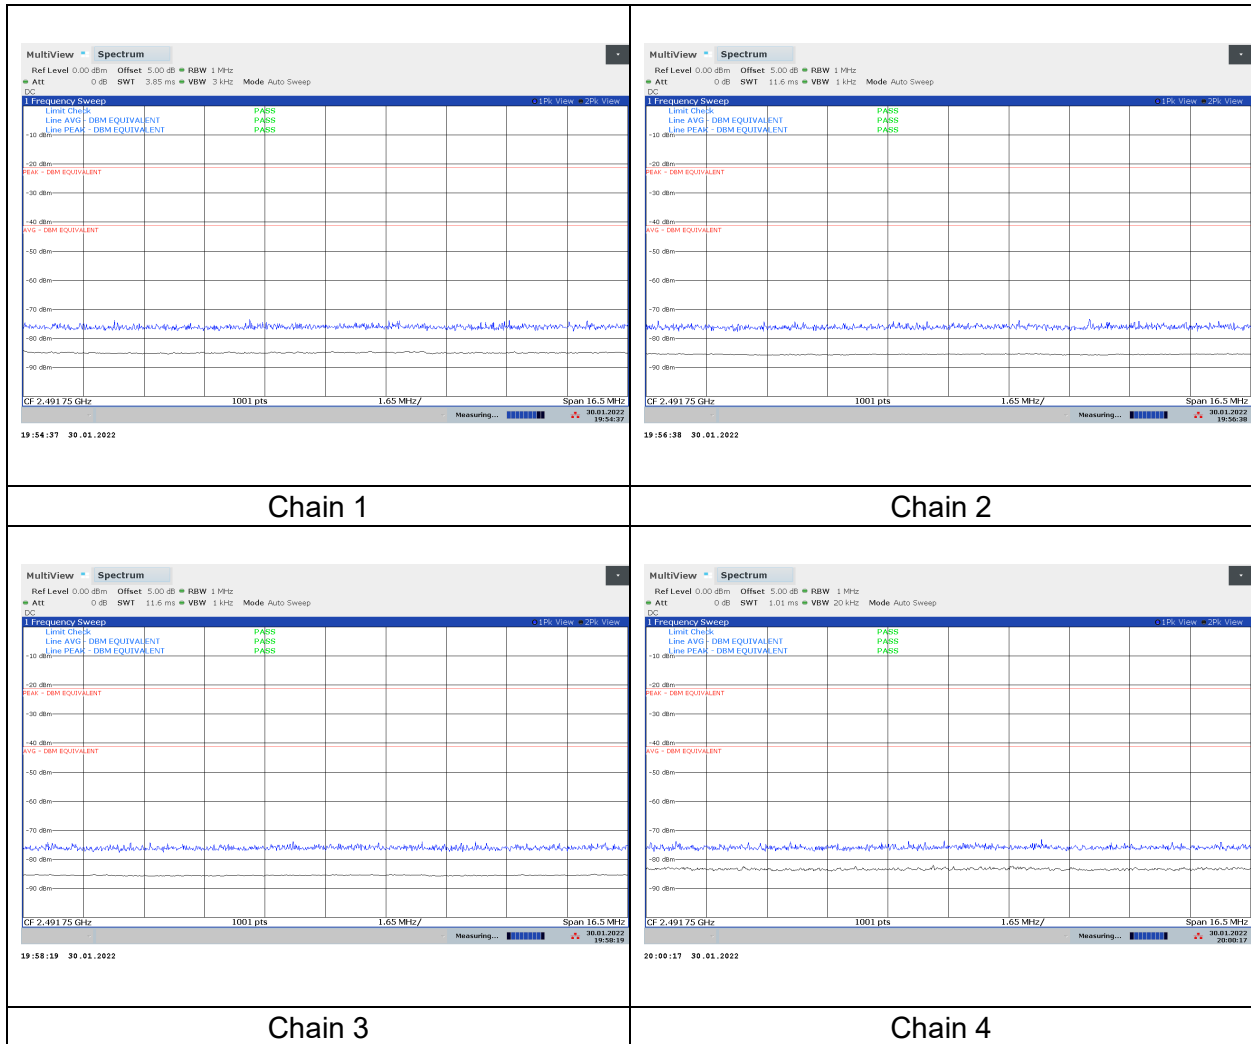 MultiView Spectrum
Ref Level 0.00 dBm Offset 5.00 dB RBW 1 MHz
Att 0 dB SWT 3.85 ms VBW 3 kHz Mode Auto Sweep
DC
1 Frequency Sweep 1Pk View 2Pk View
Limit Check PASS
Line AVG - DBM EQUIVALENT PASS
Line PEAK - DBM EQUIVALENT PASS
-10 dBm
-20 dBm
PEAK - DBM EQUIVALENT
-30 dBm
-40 dBm
AVG - DBM EQUIVALENT
-50 dBm
-60 dBm
-70 dBm
-80 dBm
-90 dBm
CF 2.49175 GHz 1001 pts 1.65 MHz/ Span 16.5 MHz
Measuring... 30.01.2022
19:54:37
19:54:37 30.01.2022
Chain 1
MultiView Spectrum
Ref Level 0.00 dBm Offset 5.00 dB RBW 1 MHz
Att 0 dB SWT 11.6 ms VBW 1 kHz Mode Auto Sweep
DC
1 Frequency Sweep 1Pk View 2Pk View
Limit Check PASS
Line AVG - DBM EQUIVALENT PASS
Line PEAK - DBM EQUIVALENT PASS
-10 dBm
-20 dBm
PEAK - DBM EQUIVALENT
-30 dBm
-40 dBm
AVG - DBM EQUIVALENT
-50 dBm
-60 dBm
-70 dBm
-80 dBm
-90 dBm
CF 2.49175 GHz 1001 pts 1.65 MHz/ Span 16.5 MHz
Measuring... 30.01.2022
19:56:38
19:56:38 30.01.2022
Chain 2
MultiView Spectrum
Ref Level 0.00 dBm Offset 5.00 dB RBW 1 MHz
Att 0 dB SWT 11.6 ms VBW 1 kHz Mode Auto Sweep
DC
1 Frequency Sweep 1Pk View 2Pk View
Limit Check PASS
Line AVG - DBM EQUIVALENT PASS
Line PEAK - DBM EQUIVALENT PASS
-10 dBm
-20 dBm
PEAK - DBM EQUIVALENT
-30 dBm
-40 dBm
AVG - DBM EQUIVALENT
-50 dBm
-60 dBm
-70 dBm
-80 dBm
-90 dBm
CF 2.49175 GHz 1001 pts 1.65 MHz/ Span 16.5 MHz
Measuring... 30.01.2022
19:58:19
19:58:19 30.01.2022
Chain 3
MultiView Spectrum
Ref Level 0.00 dBm Offset 5.00 dB RBW 1 MHz
Att 0 dB SWT 1.01 ms VBW 20 kHz Mode Auto Sweep
DC
1 Frequency Sweep 1Pk View 2Pk View
Limit Check PASS
Line AVG - DBM EQUIVALENT PASS
Line PEAK - DBM EQUIVALENT PASS
-10 dBm
-20 dBm
PEAK - DBM EQUIVALENT
-30 dBm
-40 dBm
AVG - DBM EQUIVALENT
-50 dBm
-60 dBm
-70 dBm
-80 dBm
-90 dBm
CF 2.49175 GHz 1001 pts 1.65 MHz/ Span 16.5 MHz
Measuring... 30.01.2022
20:00:17
20:00:17 30.01.2022
Chain 4